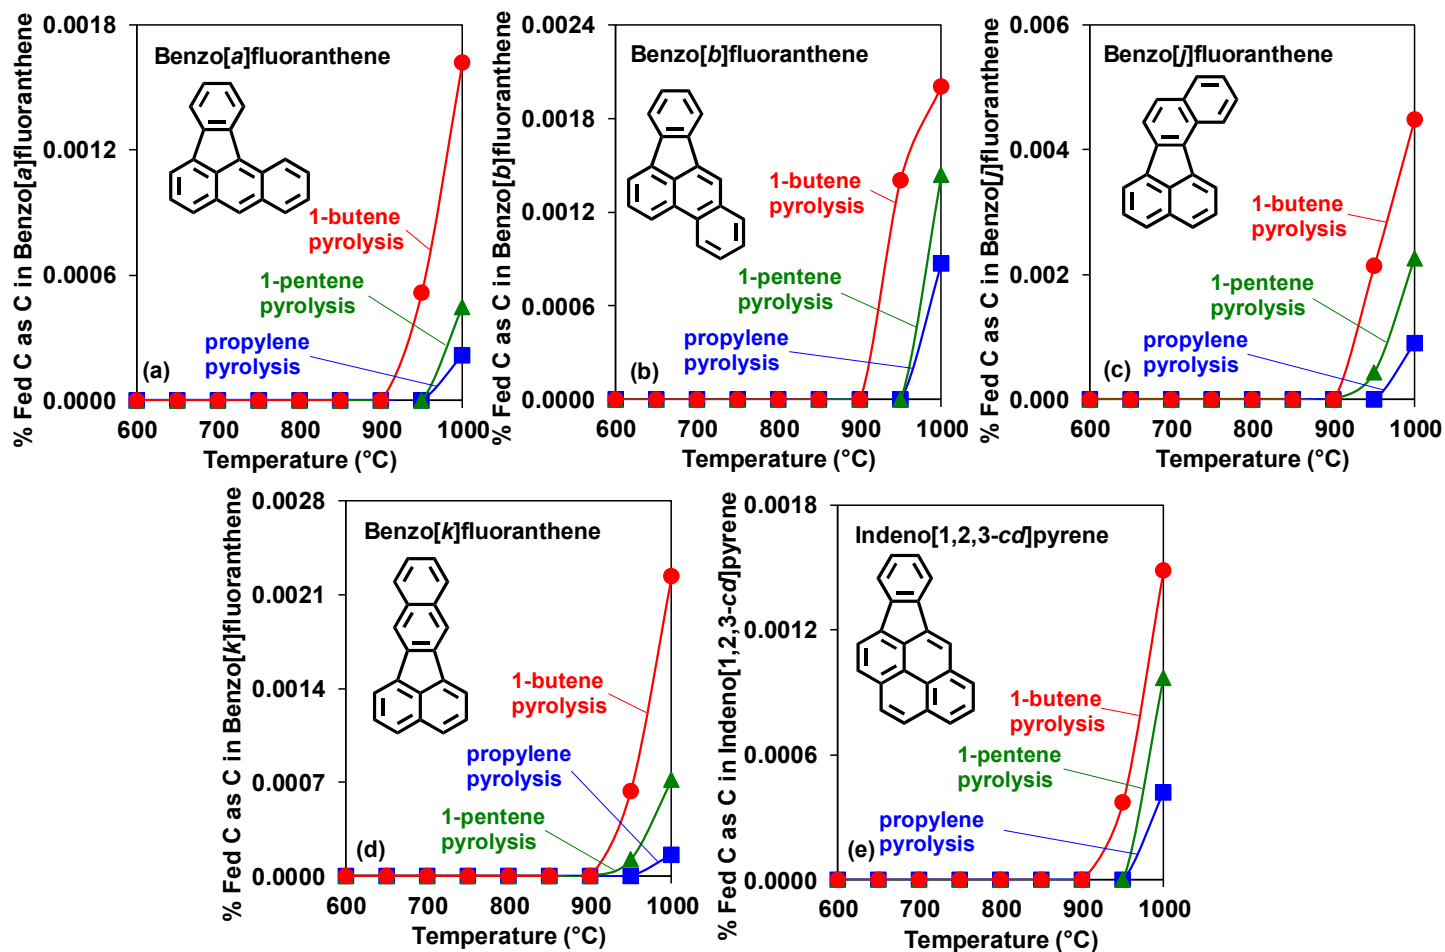 % Fed C as C in Benzo[a]fluoranthene
0.0018
0.0012
0.0006
0.0000
Benzo[a]fluoranthene
1-butene
pyrolysis
1-pentene
pyrolysis
propylene
pyrolysis
(a)
600 700 800 900 1000
Temperature (°C)
% Fed C as C in Benzo[b]fluoranthene
0.0024
0.0018
0.0012
0.0006
0.0000
Benzo[b]fluoranthene
1-butene
pyrolysis
1-pentene
pyrolysis
propylene
pyrolysis
(b)
600 700 800 900 1000
Temperature (°C)
% Fed C as C in Benzo[j]fluoranthene
0.006
0.004
0.002
0.000
Benzo[j]fluoranthene
1-butene
pyrolysis
1-pentene
pyrolysis
propylene
pyrolysis
(c)
600 700 800 900 1000
Temperature (°C)
% Fed C as C in Benzo[k]fluoranthene
0.0028
0.0021
0.0014
0.0007
0.0000
Benzo[k]fluoranthene
1-butene
pyrolysis
propylene
pyrolysis
1-pentene
pyrolysis
(d)
600 700 800 900 1000
Temperature (°C)
% Fed C as C in Indeno[1,2,3-cd]pyrene
0.0018
0.0012
0.0006
0.0000
Indeno[1,2,3-cd]pyrene
1-butene
pyrolysis
1-pentene
pyrolysis
propylene
pyrolysis
(e)
600 700 800 900 1000
Temperature (°C)